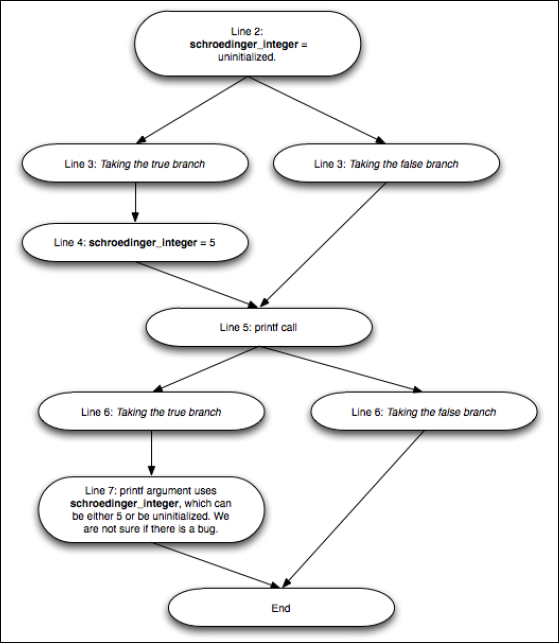 Line 2:
schroedinger_integer =
uninitialized.
Line 3: Taking the true branch
Line 3: Taking the false branch
Line 4: schroedinger_integer = 5
Line 5: printf call
Line 6: Taking the true branch
Line 6: Taking the false branch
Line 7: printf argument uses
schroedinger_integer, which can
be either 5 or be uninitialized. We
are not sure if there is a bug.
End